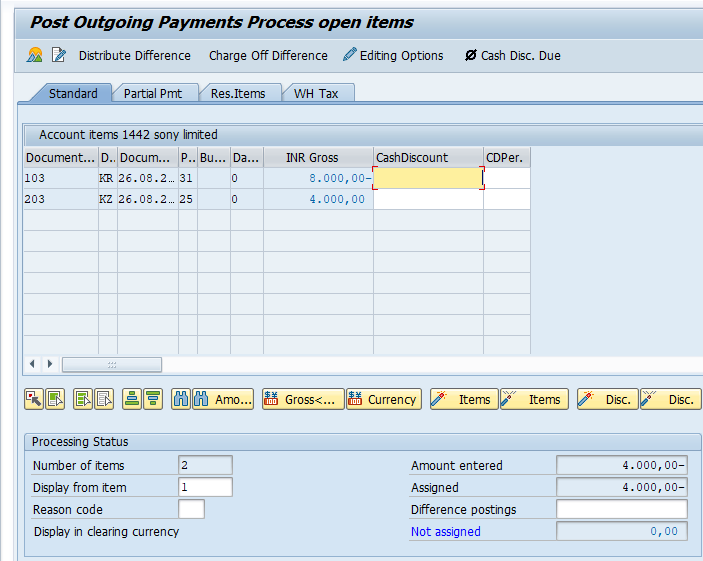 Post Outgoing Payments Process open items
Distribute Difference Charge Off Difference Editing Options Cash Disc. Due
Standard Partial Pmt Res.Items WH Tax
Account items 1442 sony limited
Document... D.. Docum... P.. Bu... Da... INR Gross CashDiscount CDPer.
103 KR 26.08.2... 31 0 8.000,00-
203 KZ 26.08.2... 25 0 4.000,00
Amo... Gross<... Currency Items Items Disc. Disc.
Processing Status
Number of items 2 Amount entered 4.000,00-
Display from item 1 Assigned 4.000,00-
Reason code Difference postings
Display in clearing currency Not assigned 0,00